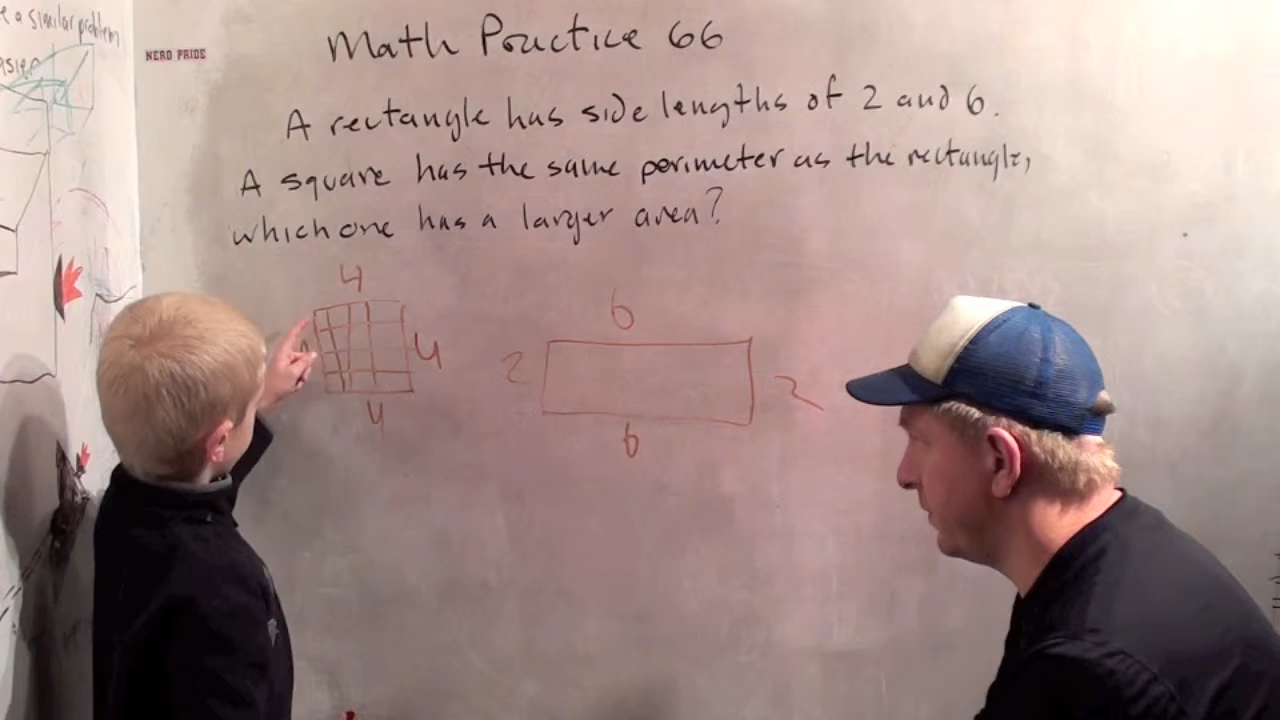 e a similar problem
NERD PRIDE
Math Practice 66
A rectangle has side lengths of 2 and 6.
A square has the same perimeter as the rectangle,
which one has a larger area?
4
4
4
6
2
2
6